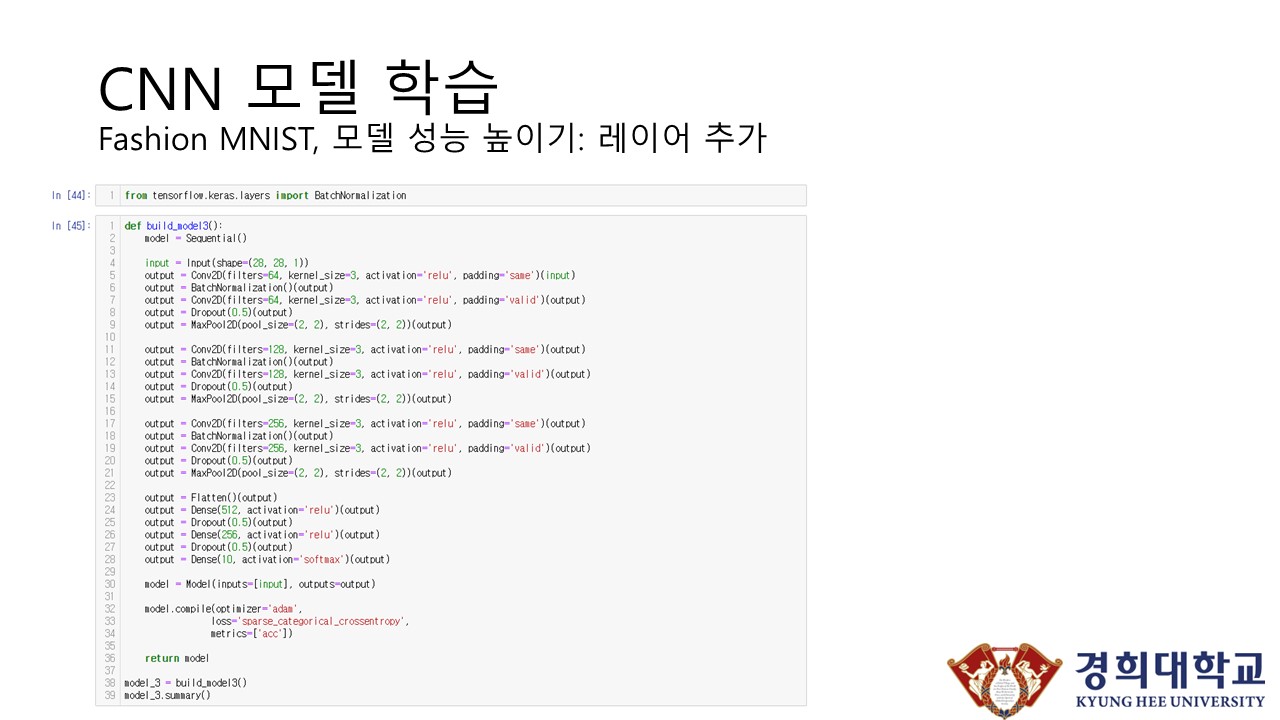 CNN 모델 학습
Fashion MNIST, 모델 성능 높이기: 레이어 추가
In [44]:
1 from tensorflow.keras.layers import BatchNormalization
In [45]:
1 def build_model3():
2     model = Sequential()
3
4     input = Input(shape=(28, 28, 1))
5     output = Conv2D(filters=64, kernel_size=3, activation='relu', padding='same')(input)
6     output = BatchNormalization()(output)
7     output = Conv2D(filters=64, kernel_size=3, activation='relu', padding='valid')(output)
8     output = Dropout(0.5)(output)
9     output = MaxPool2D(pool_size=(2, 2), strides=(2, 2))(output)
10
11     output = Conv2D(filters=128, kernel_size=3, activation='relu', padding='same')(output)
12     output = BatchNormalization()(output)
13     output = Conv2D(filters=128, kernel_size=3, activation='relu', padding='valid')(output)
14     output = Dropout(0.5)(output)
15     output = MaxPool2D(pool_size=(2, 2), strides=(2, 2))(output)
16
17     output = Conv2D(filters=256, kernel_size=3, activation='relu', padding='same')(output)
18     output = BatchNormalization()(output)
19     output = Conv2D(filters=256, kernel_size=3, activation='relu', padding='valid')(output)
20     output = Dropout(0.5)(output)
21     output = MaxPool2D(pool_size=(2, 2), strides=(2, 2))(output)
22
23     output = Flatten()(output)
24     output = Dense(512, activation='relu')(output)
25     output = Dropout(0.5)(output)
26     output = Dense(256, activation='relu')(output)
27     output = Dropout(0.5)(output)
28     output = Dense(10, activation='softmax')(output)
29
30     model = Model(inputs=[input], outputs=output)
31
32     model.compile(optimizer='adam',
33                   loss='sparse_categorical_crossentropy',
34                   metrics=['acc'])
35
36     return model
37
38 model_3 = build_model3()
39 model_3.summary()
경희대학교
KYUNG HEE UNIVERSITY